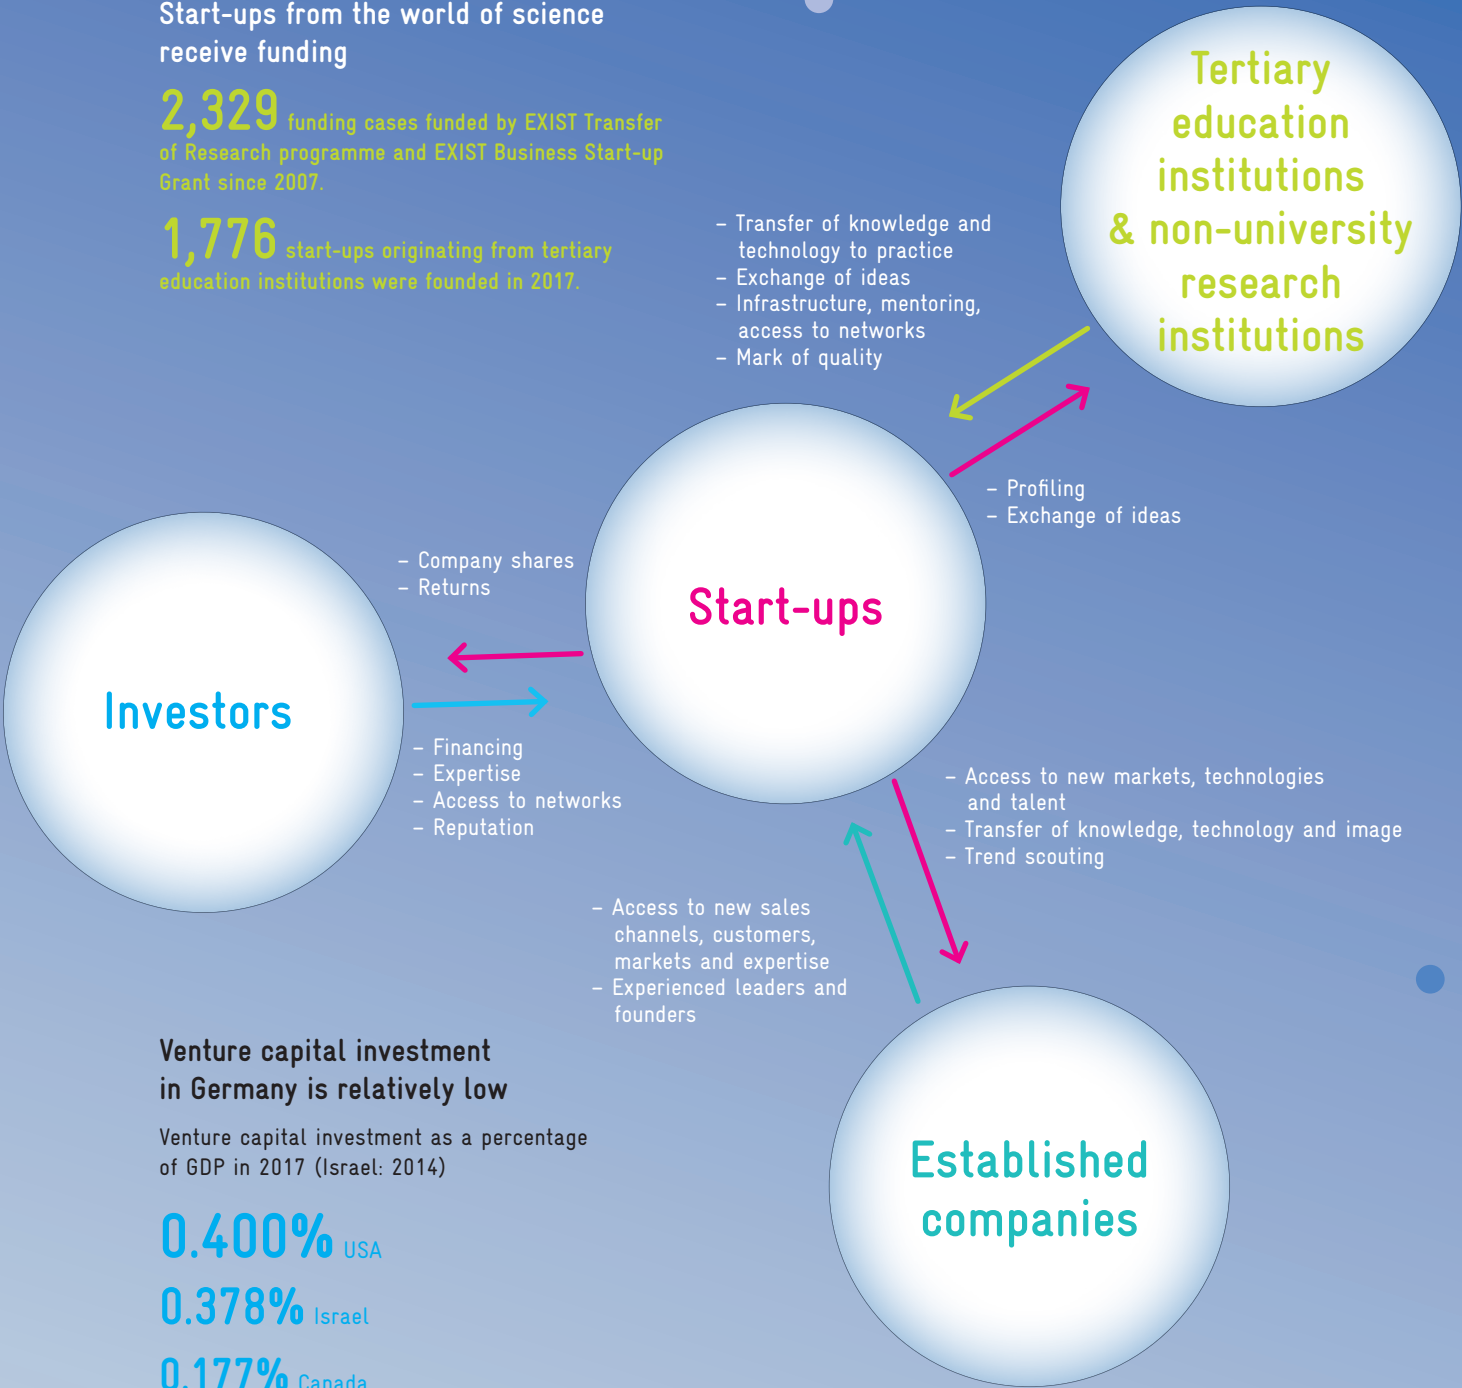 Start-ups from the world of science
receive funding
2,329 funding cases funded by EXIST Transfer
of Research programme and EXIST Business Start-up
Grant since 2007.
1,776 start-ups originating from tertiary
education institutions were founded in 2017.
Tertiary
education
institutions
& non-university
research
institutions
– Transfer of knowledge and
technology to practice
– Exchange of ideas
– Infrastructure, mentoring,
access to networks
– Mark of quality
– Profiling
– Exchange of ideas
– Company shares
– Returns
Start-ups
Investors
– Financing
– Expertise
– Access to networks
– Reputation
– Access to new markets, technologies
and talent
– Transfer of knowledge, technology and image
– Trend scouting
– Access to new sales
channels, customers,
markets and expertise
– Experienced leaders and
founders
Established
companies
Venture capital investment
in Germany is relatively low
Venture capital investment as a percentage
of GDP in 2017 (Israel: 2014)
0.400% USA
0.378% Israel
0.177% Canada